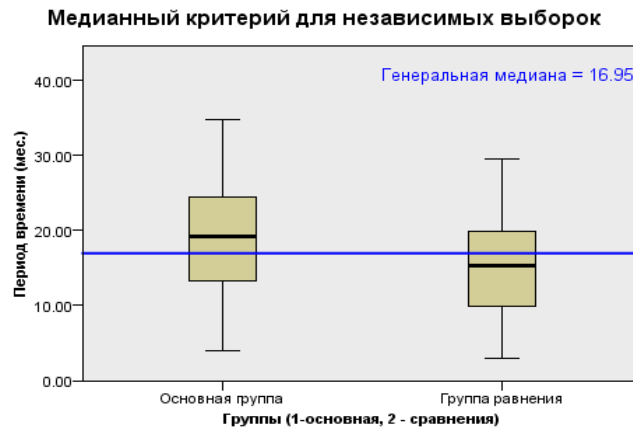 Медианный критерий для независимых выборок
Генеральная медиана = 16.95
40.00
30.00
20.00
10.00
0.00
Период времени (мес.)
Основная группа
Группа равнения
Группы (1-основная, 2 - сравнения)